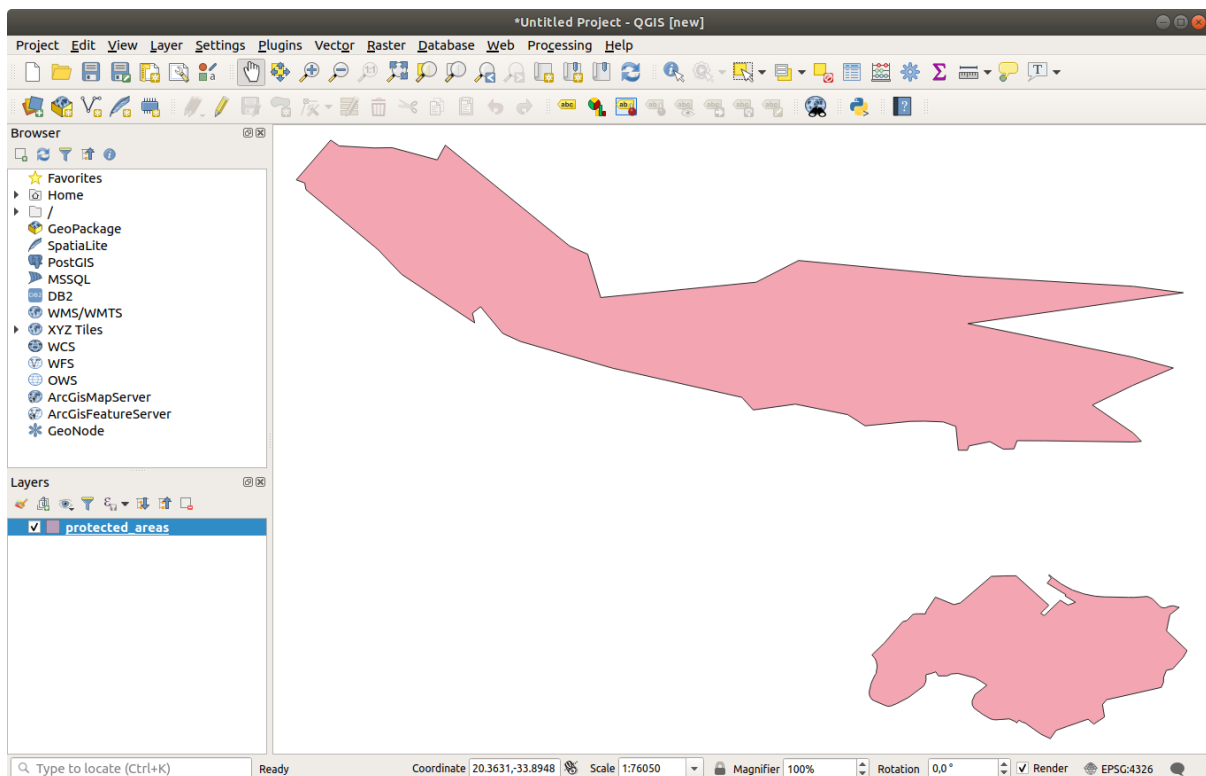 *Untitled Project - QGIS [new]
Project Edit View Layer Settings Plugins Vector Raster Database Web Processing Help
Browser
Favorites
Home
/
GeoPackage
SpatiaLite
PostGIS
MSSQL
DB2
WMS/WMTS
XYZ Tiles
WCS
WFS
OWS
ArcGisMapServer
ArcGisFeatureServer
GeoNode
Layers
protected_areas
Type to locate (Ctrl+K) Ready Coordinate 20.3631,-33.8948 Scale 1:76050 Magnifier 100% Rotation 0,0 ° Render EPSG:4326